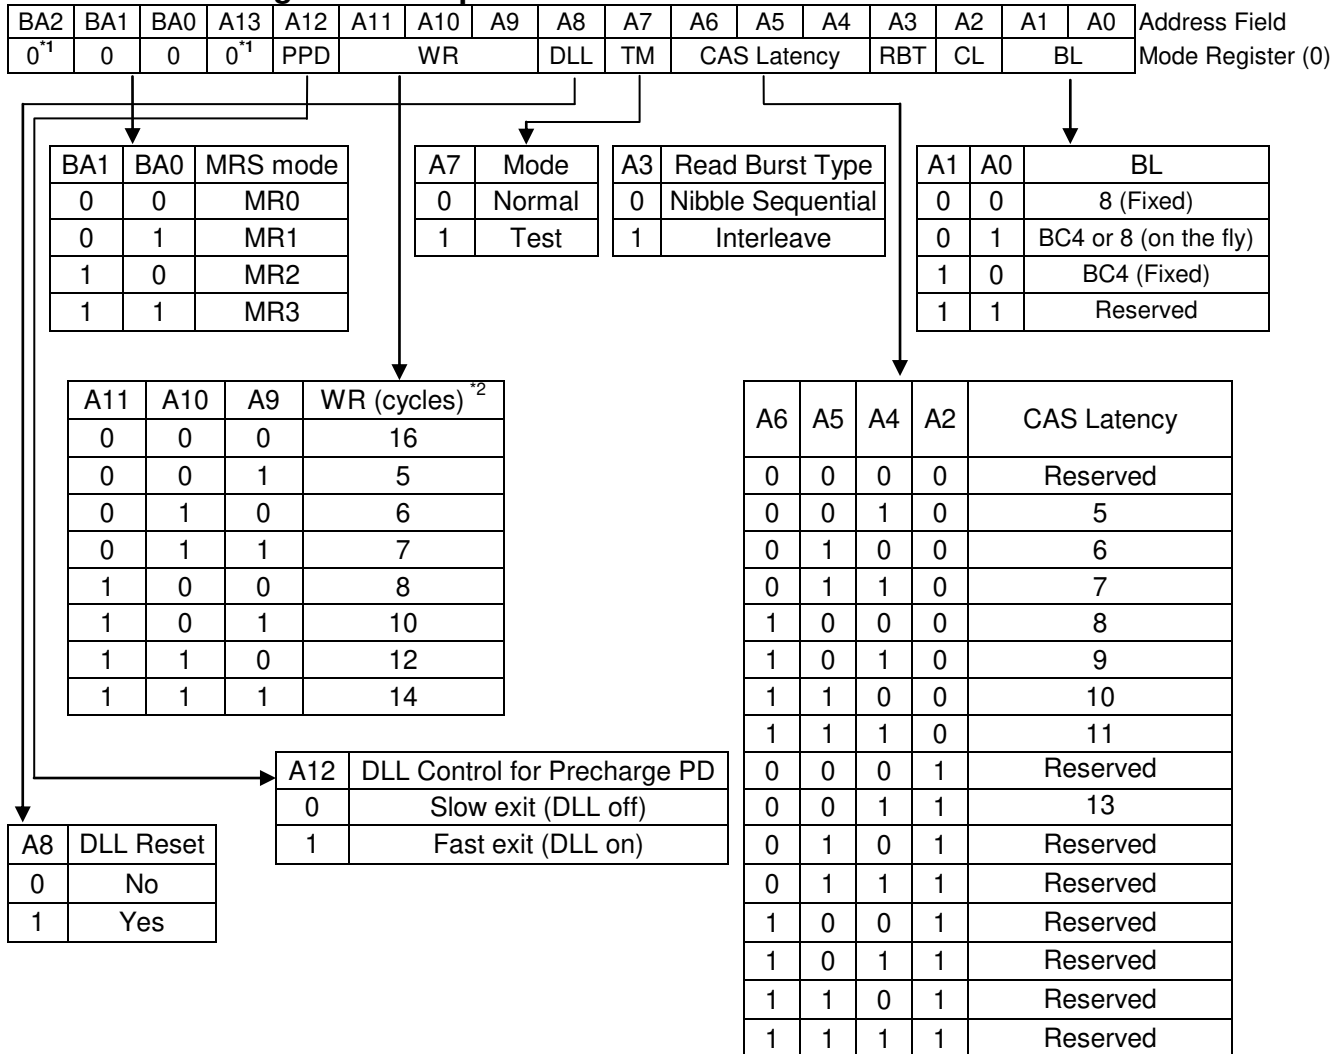 BA2 BA1 BA0 A13 A12 A11 A10 A9 A8 A7 A6 A5 A4 A3 A2 A1 A0 Address Field
0*1 0 0 0*1 PPD WR DLL TM CAS Latency RBT CL BL Mode Register (0)
BA1 BA0 MRS mode
0 0 MR0
0 1 MR1
1 0 MR2
1 1 MR3
A7 Mode
0 Normal
1 Test
A3 Read Burst Type
0 Nibble Sequential
1 Interleave
A1 A0 BL
0 0 8 (Fixed)
0 1 BC4 or 8 (on the fly)
1 0 BC4 (Fixed)
1 1 Reserved
A11 A10 A9 WR (cycles) *2
0 0 0 16
0 0 1 5
0 1 0 6
0 1 1 7
1 0 0 8
1 0 1 10
1 1 0 12
1 1 1 14
A6 A5 A4 A2 CAS Latency
0 0 0 0 Reserved
0 0 1 0 5
0 1 0 0 6
0 1 1 0 7
1 0 0 0 8
1 0 1 0 9
1 1 0 0 10
1 1 1 0 11
0 0 0 1 Reserved
0 0 1 1 13
0 1 0 1 Reserved
0 1 1 1 Reserved
1 0 0 1 Reserved
1 0 1 1 Reserved
1 1 0 1 Reserved
1 1 1 1 Reserved
A12 DLL Control for Precharge PD
0 Slow exit (DLL off)
1 Fast exit (DLL on)
A8 DLL Reset
0 No
1 Yes